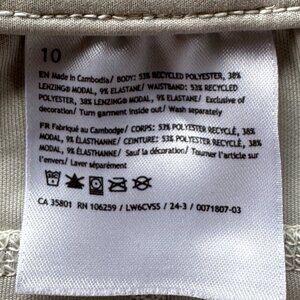 10
EN Made in Cambodia/ BODY: 53% RECYCLED POLYESTER, 38%
LENZING® MODAL, 9% ELASTANE/ WAISTBAND: 53% RECYCLED
POLYESTER, 38% LENZING® MODAL, 9% ELASTANE/ Exclusive of
decoration/ Turn garment inside out/ Wash separately
FR Fabriqué au Cambodge/ CORPS: 53% POLYESTER RECYCLÉ, 38%
MODAL, 9% ÉLASTHANNE/ CEINTURE: 53% POLYESTER RECYCLÉ, 38%
MODAL, 9% ÉLASTHANNE/ Sauf la décoration/ Tourner l'article sur
l'envers/ Laver séparément
CA 35801 RN 106259 / LW6CVSS / 24-3 / 0071807-03